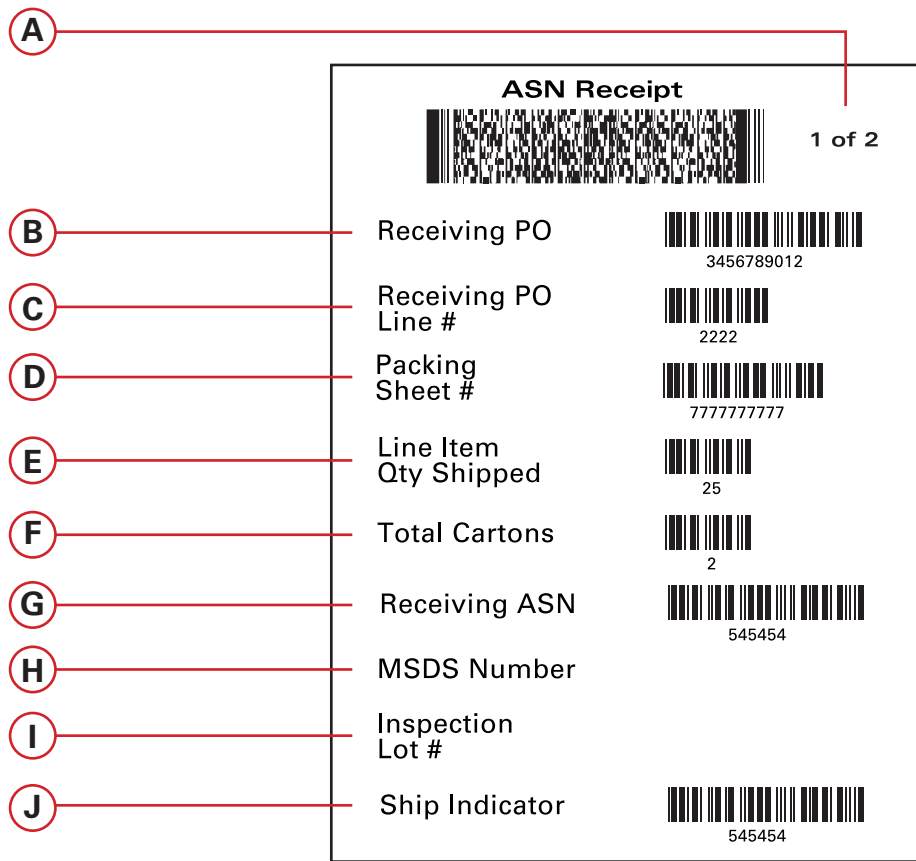 A
ASN Receipt
1 of 2
B
Receiving PO
3456789012
C
Receiving PO
Line #
2222
D
Packing
Sheet #
7777777777
E
Line Item
Qty Shipped
25
F
Total Cartons
2
G
Receiving ASN
545454
H
MSDS Number
I
Inspection
Lot #
J
Ship Indicator
545454